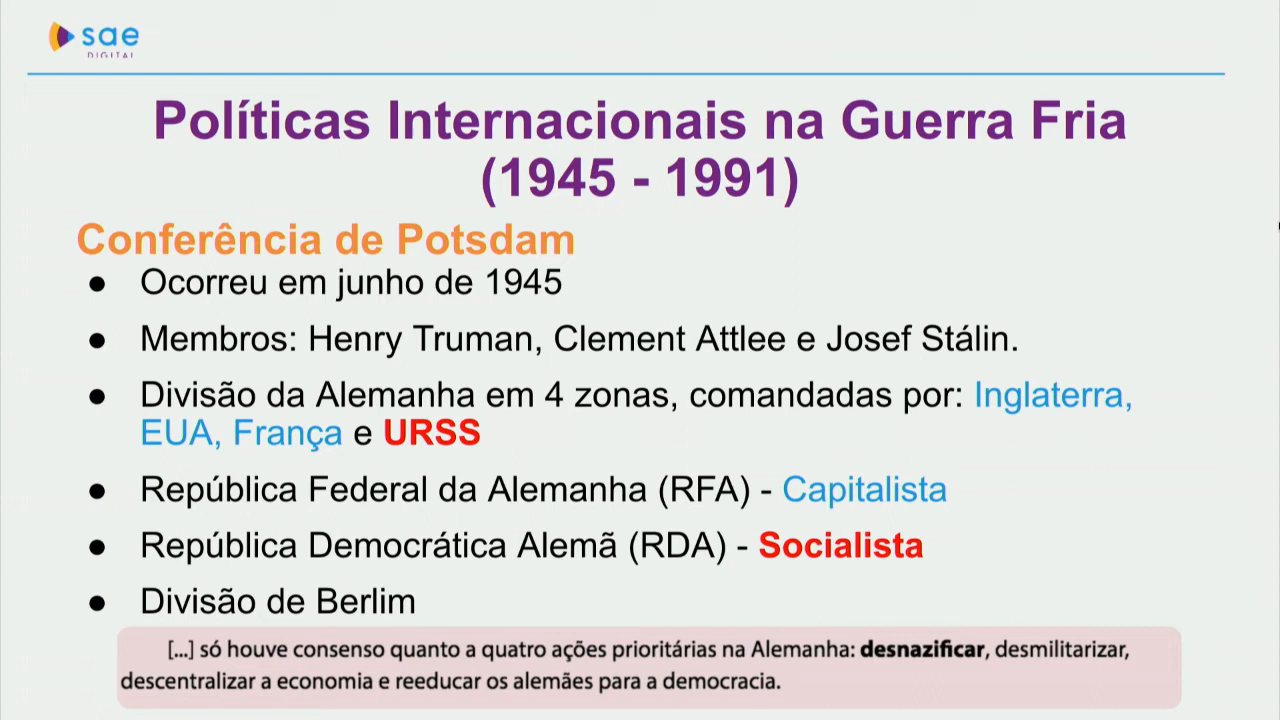 sae
DIGITAL
Políticas Internacionais na Guerra Fria
(1945 - 1991)
Conferência de Potsdam
● Ocorreu em junho de 1945
● Membros: Henry Truman, Clement Attlee e Josef Stálin.
● Divisão da Alemanha em 4 zonas, comandadas por: Inglaterra,
EUA, França e URSS
● República Federal da Alemanha (RFA) - Capitalista
● República Democrática Alemã (RDA) - Socialista
● Divisão de Berlim
[...] só houve consenso quanto a quatro ações prioritárias na Alemanha: desnazificar, desmilitarizar,
descentralizar a economia e reeducar os alemães para a democracia.